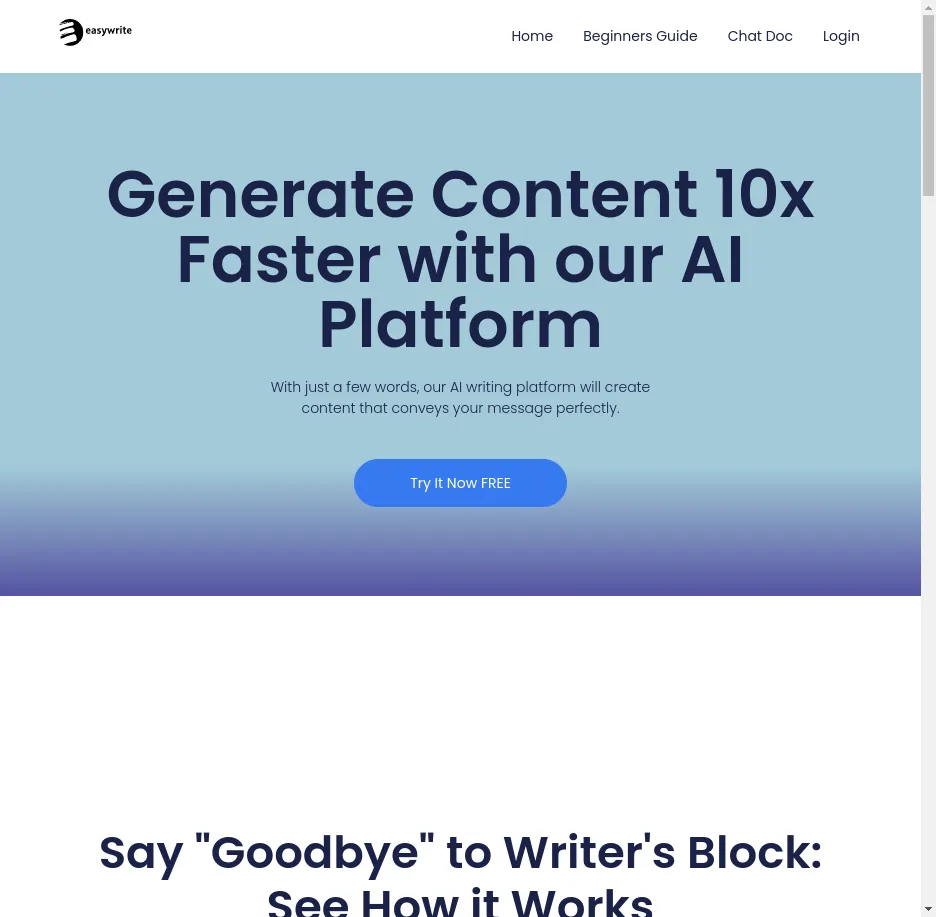 easywrite
Home
Beginners Guide
Chat Doc
Login
Generate Content 10x
Faster with our AI
Platform
With just a few words, our AI writing platform will create
content that conveys your message perfectly.
Try It Now FREE
Say "Goodbye" to Writer's Block:
See How it Works